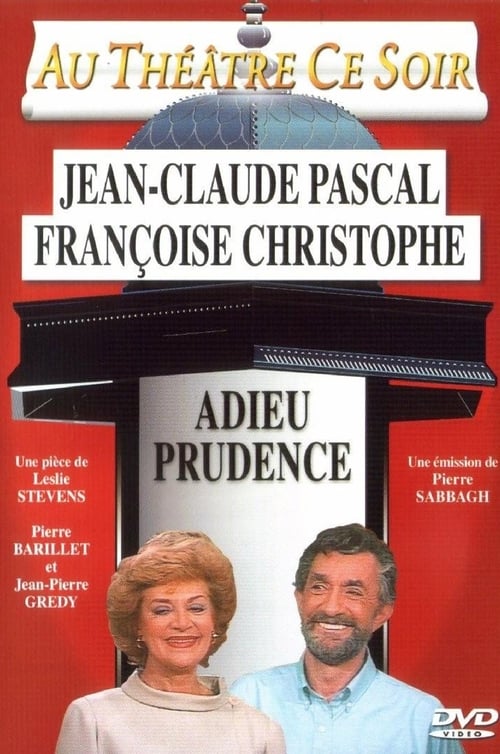 AU THÉÂTRE CE SOIR
JEAN-CLAUDE PASCAL
FRANÇOISE CHRISTOPHE
ADIEU
PRUDENCE
Une pièce de
Leslie
STEVENS
Pierre
BARILLET
et
Jean-Pierre
GREDY
Une émission de
Pierre
SABBAGH
DVD
VIDEO